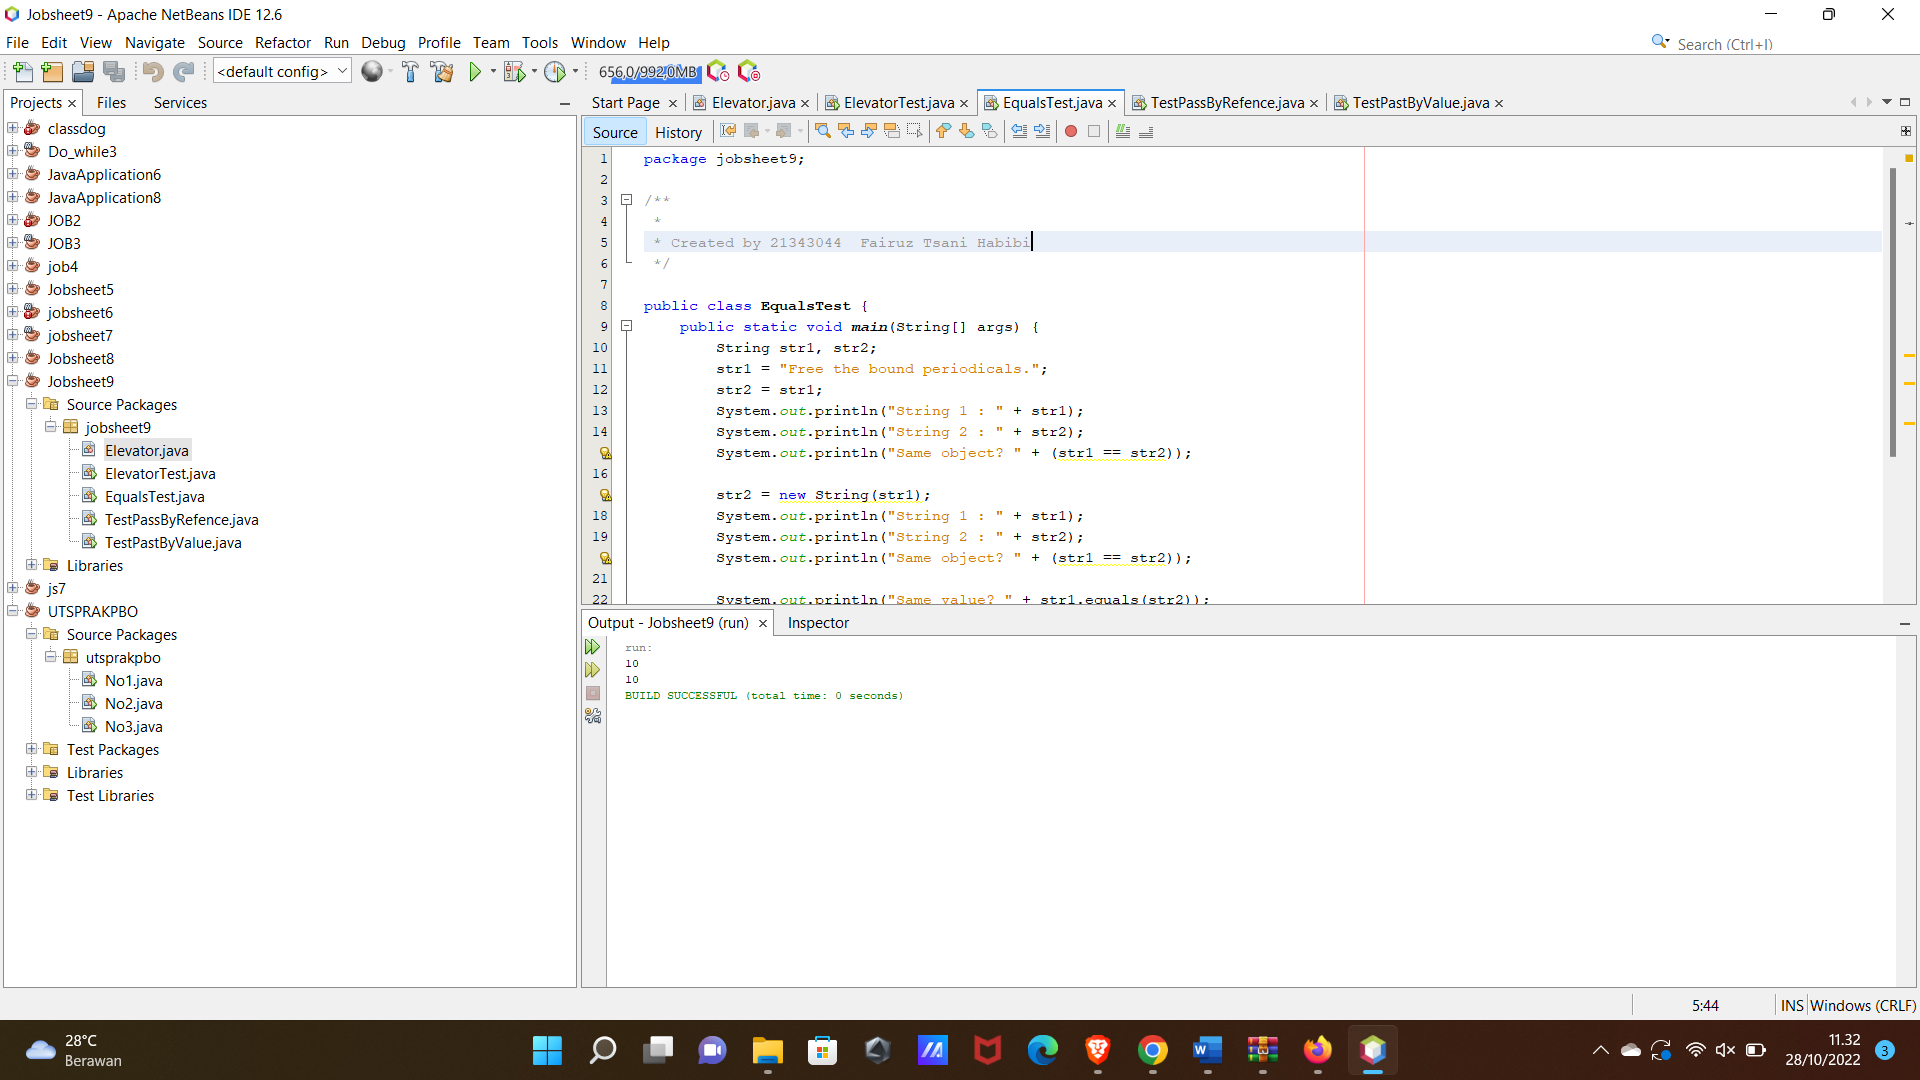 Jobsheet9 - Apache NetBeans IDE 12.6
File Edit View Navigate Source Refactor Run Debug Profile Team Tools Window Help
Search (Ctrl+I)
<default config>
656,0/992,0MB
Projects Files Services
Start Page Elevator.java ElevatorTest.java EqualsTest.java TestPassByRefence.java TestPastByValue.java
Source History
classdog
Do_while3
JavaApplication6
JavaApplication8
JOB2
JOB3
job4
Jobsheet5
jobsheet6
jobsheet7
Jobsheet8
Jobsheet9
Source Packages
jobsheet9
Elevator.java
ElevatorTest.java
EqualsTest.java
TestPassByRefence.java
TestPastByValue.java
Libraries
js7
UTSPRAKPBO
Source Packages
utsprakpbo
No1.java
No2.java
No3.java
Test Packages
Libraries
Test Libraries
1 package jobsheet9;
2
3 /**
4 *
5 * Created by 21343044  Fairuz Tsani Habibi
6 */
7
8 public class EqualsTest {
9 public static void main(String[] args) {
10 String str1, str2;
11 str1 = "Free the bound periodicals.";
12 str2 = str1;
13 System.out.println("String 1 : " + str1);
14 System.out.println("String 2 : " + str2);
System.out.println("Same object? " + (str1 == str2));
16
str2 = new String(str1);
18 System.out.println("String 1 : " + str1);
19 System.out.println("String 2 : " + str2);
System.out.println("Same object? " + (str1 == str2));
21
22 System.out.println("Same value? " + str1.equals(str2));
Output - Jobsheet9 (run) Inspector
run:
10
10
BUILD SUCCESSFUL (total time: 0 seconds)
5:44 INS Windows (CRLF)
28°C
Berawan
11.32
28/10/2022
3